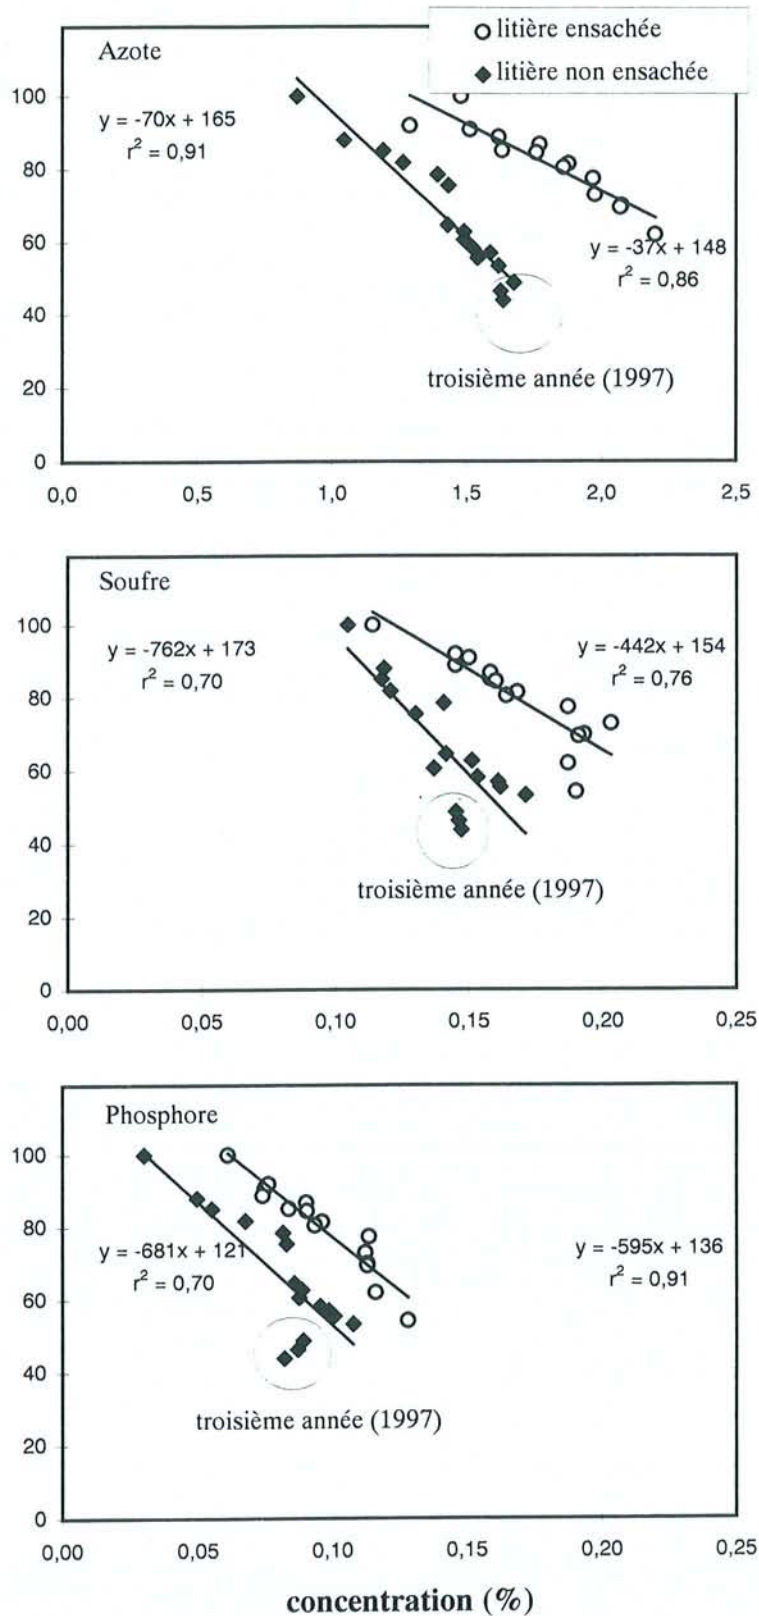 litière ensachée
litière non ensachée
Azote
100
80
60
40
20
0
y = -70x + 165
r² = 0,91
y = -37x + 148
r² = 0,86
troisième année (1997)
0,0 0,5 1,0 1,5 2,0 2,5
Soufre
100
80
60
40
20
0
y = -762x + 173
r² = 0,70
y = -442x + 154
r² = 0,76
troisième année (1997)
0,00 0,05 0,10 0,15 0,20 0,25
Phosphore
100
80
60
40
20
0
y = -681x + 121
r² = 0,70
y = -595x + 136
r² = 0,91
troisième année (1997)
0,00 0,05 0,10 0,15 0,20 0,25
concentration (%)